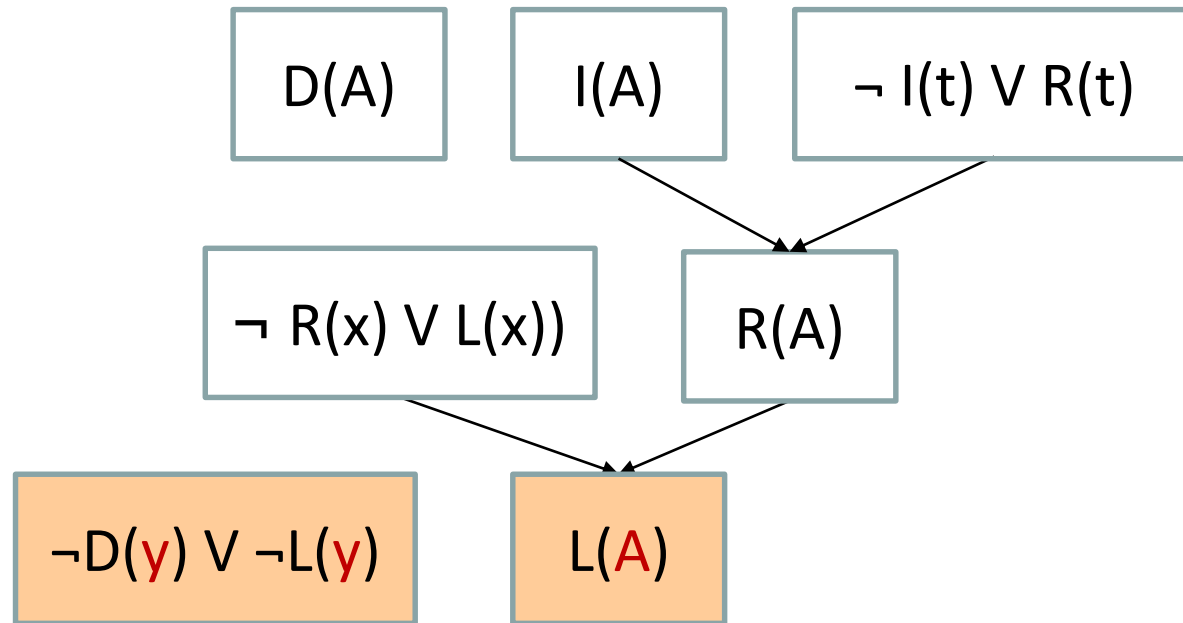 D(A)
I(A)
¬ I(t) V R(t)
¬ R(x) V L(x))
R(A)
¬D(y) V ¬L(y)
L(A)